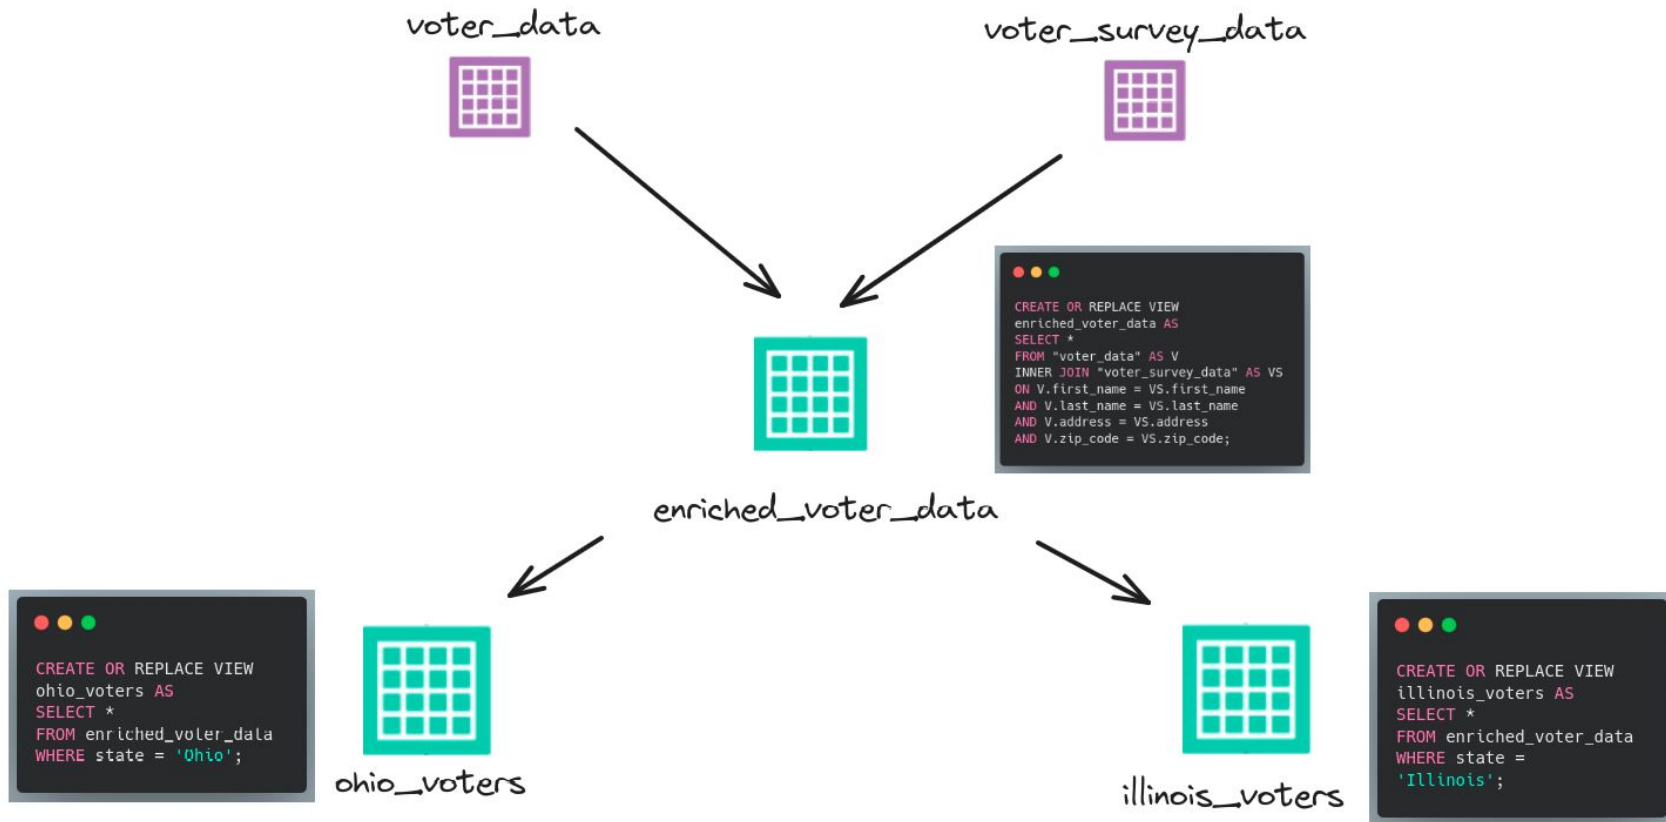 voter_data
voter_survey_data
CREATE OR REPLACE VIEW
enriched_voter_data AS
SELECT *
FROM "voter_data" AS V
INNER JOIN "voter_survey_data" AS VS
ON V.first_name = VS.first_name
AND V.last_name = VS.last_name
AND V.address = VS.address
AND V.zip_code = VS.zip_code;
enriched_voter_data
CREATE OR REPLACE VIEW
ohio_voters AS
SELECT *
FROM enriched_voter_data
WHERE state = 'Ohio';
ohio_voters
illinois_voters
CREATE OR REPLACE VIEW
illinois_voters AS
SELECT *
FROM enriched_voter_data
WHERE state =
'Illinois';